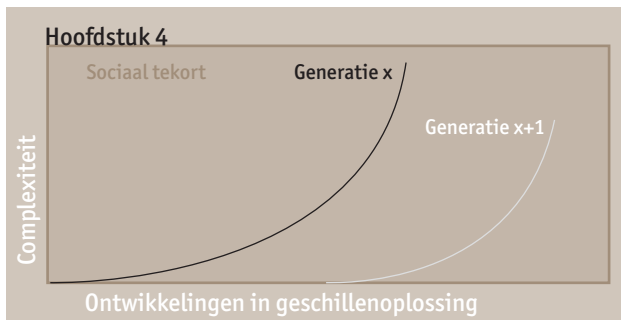 Hoofdstuk 4
Sociaal tekort
Generatie x
Generatie x+1
Complexiteit
Ontwikkelingen in geschillenoplossing